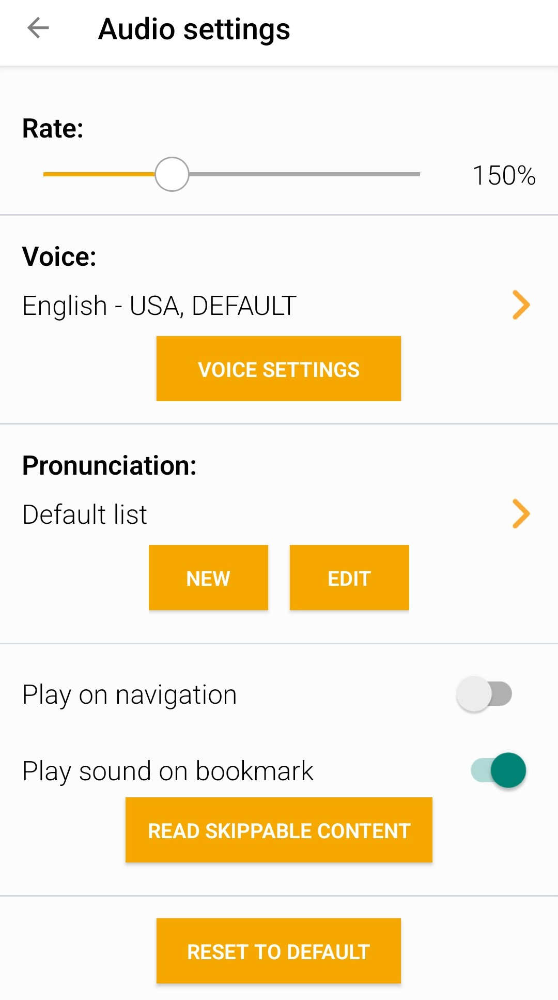 Audio settings
Rate:
150%
Voice:
English - USA, DEFAULT
VOICE SETTINGS
Pronunciation:
Default list
NEW EDIT
Play on navigation
Play sound on bookmark
READ SKIPPABLE CONTENT
RESET TO DEFAULT